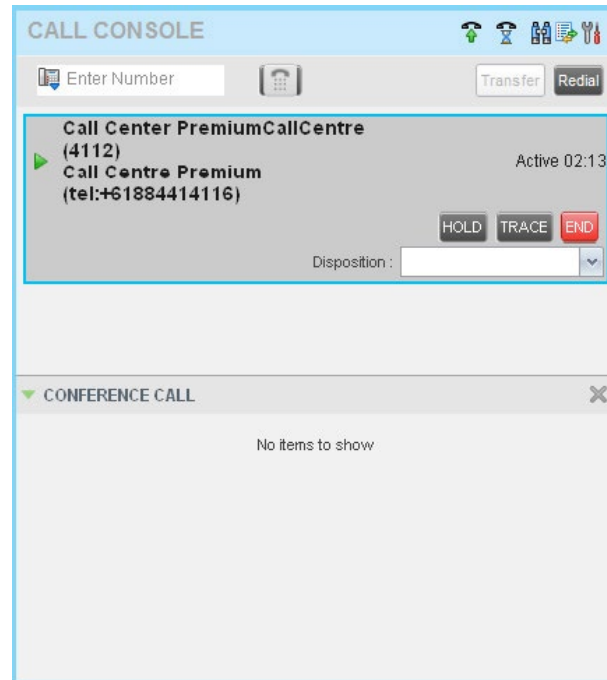 CALL CONSOLE
Enter Number
Transfer Redial
Call Center PremiumCallCentre
(4112)
Call Centre Premium
(tel:+61884414116)
Active 02:13
HOLD TRACE END
Disposition :
CONFERENCE CALL
No items to show